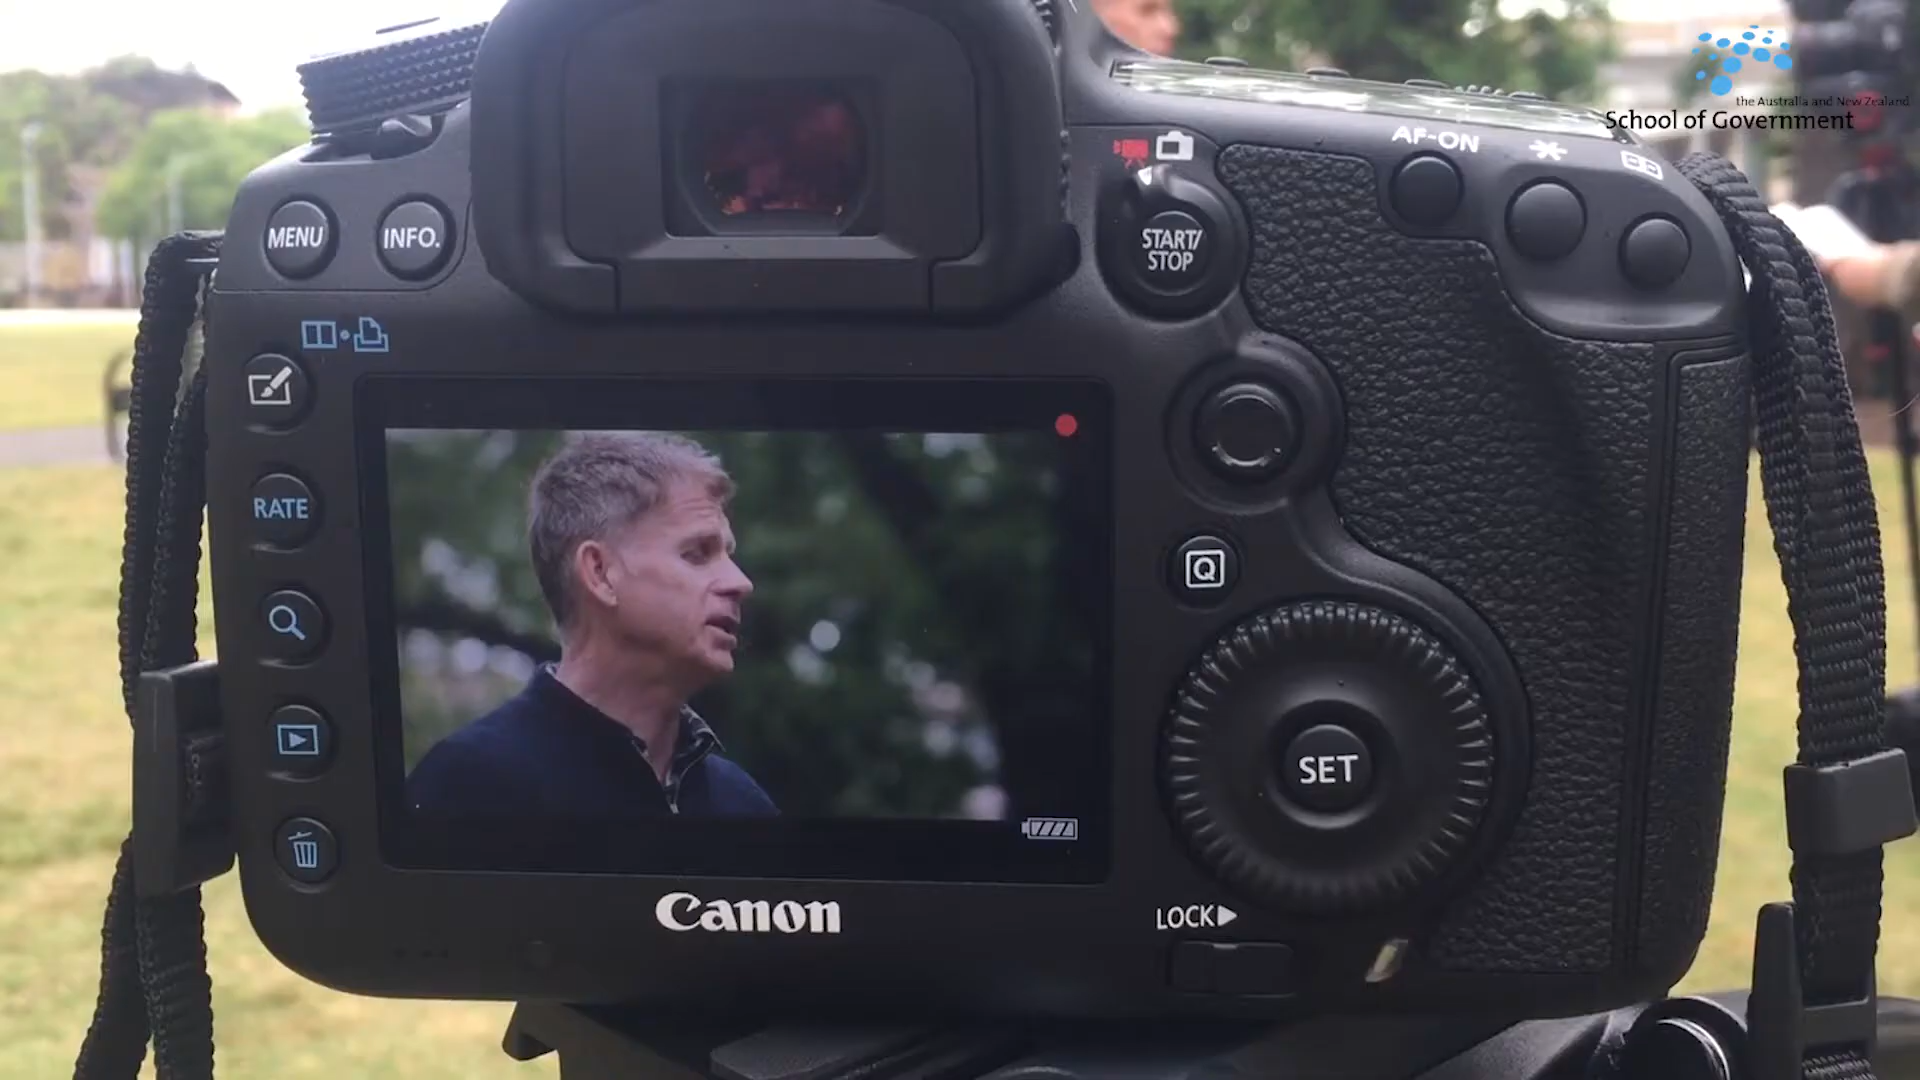 the Australia and New Zealand
School of Government
AF-ON
MENU
INFO.
START/
STOP
RATE
Q
SET
Canon
LOCK